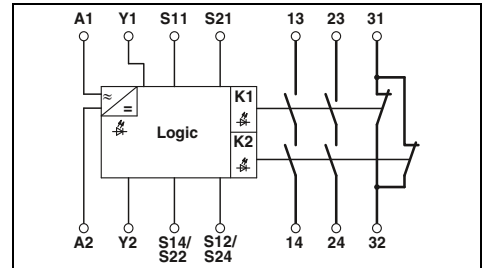 A1 Y1 S11 S21 13 23 31
≈
=
K1
Logic
K2
A2 Y2 S14/ S12/ 14 24 32
S22 S24